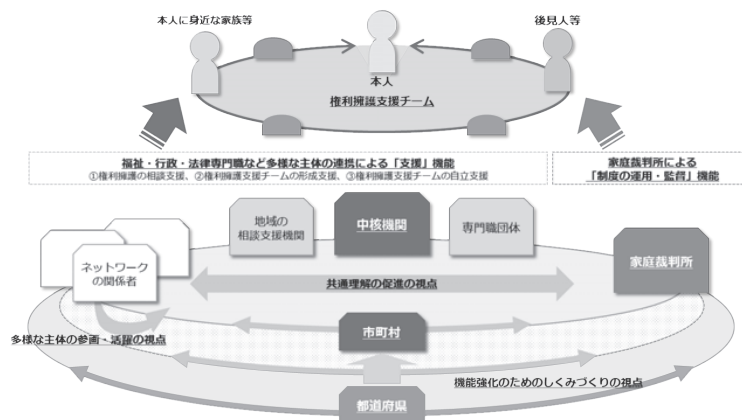 本人に身近な家族等
後見人等
本人
権利擁護支援チーム
福祉・行政・法律専門職など多様な主体の連携による「支援」機能
①権利擁護の相談支援、②権利擁護支援チームの形成支援、③権利擁護支援チームの自立支援
家庭裁判所による
「制度の運用・監督」機能
地域の
相談支援機関
中核機関
専門職団体
ネットワーク
の関係者
家庭裁判所
共通理解の促進の視点
市町村
多様な主体の参画・活躍の視点
機能強化のためのしくみづくりの視点
都道府県